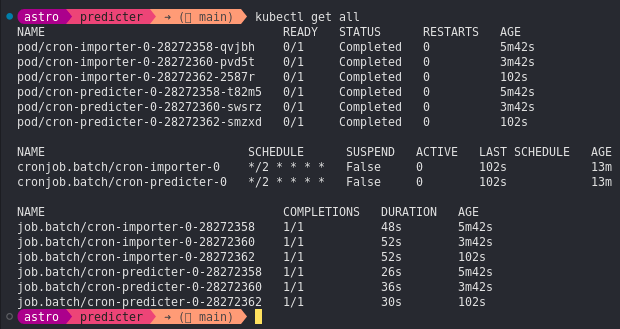 astro predicter ➜ ( main) kubectl get all
NAME READY STATUS RESTARTS AGE
pod/cron-importer-0-28272358-qvjbh 0/1 Completed 0 5m42s
pod/cron-importer-0-28272360-pvd5t 0/1 Completed 0 3m42s
pod/cron-importer-0-28272362-2587r 0/1 Completed 0 102s
pod/cron-predicter-0-28272358-t82m5 0/1 Completed 0 5m42s
pod/cron-predicter-0-28272360-swsrz 0/1 Completed 0 3m42s
pod/cron-predicter-0-28272362-smzxd 0/1 Completed 0 102s
NAME SCHEDULE SUSPEND ACTIVE LAST SCHEDULE AGE
cronjob.batch/cron-importer-0 */2 * * * * False 0 102s 13m
cronjob.batch/cron-predicter-0 */2 * * * * False 0 102s 13m
NAME COMPLETIONS DURATION AGE
job.batch/cron-importer-0-28272358 1/1 48s 5m42s
job.batch/cron-importer-0-28272360 1/1 52s 3m42s
job.batch/cron-importer-0-28272362 1/1 52s 102s
job.batch/cron-predicter-0-28272358 1/1 26s 5m42s
job.batch/cron-predicter-0-28272360 1/1 36s 3m42s
job.batch/cron-predicter-0-28272362 1/1 30s 102s
astro predicter ➜ ( main)